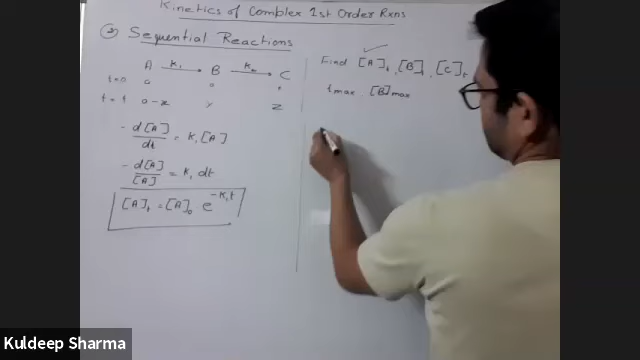 Kinetics of Complex 1st Order Rxns
② Sequential Reactions
A K₁ B K₂ C
t=0 a 0 0
t=t a-x y z
-d[A]/dt = K₁[A]
-d[A]/[A] = K₁ dt
[A]t = [A]₀ e^-K₁t
Find [A]t, [B]t, [C]t
tmax [B]max
Kuldeep Sharma